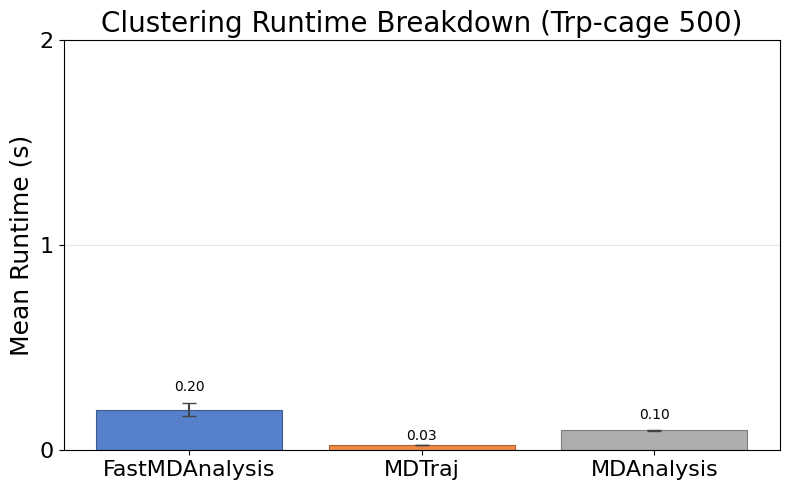 Clustering Runtime Breakdown (Trp-cage 500)
Mean Runtime (s)
2
1
0
0.20
0.03
0.10
FastMDAnalysis
MDTraj
MDAnalysis